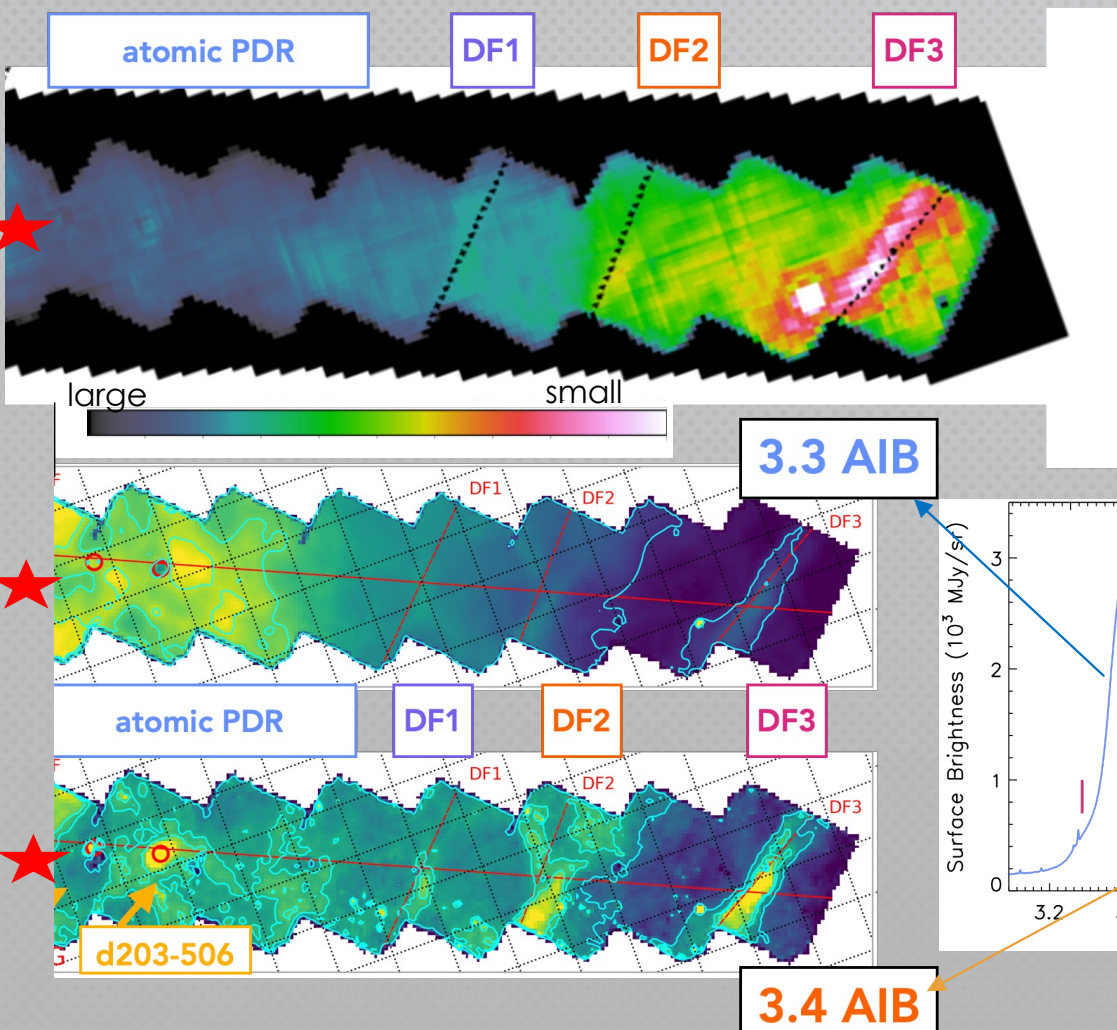 atomic PDR
DF1
DF2
DF3
large
small
3.3 AIB
DF1
DF2
DF3
atomic PDR
DF1
DF2
DF3
DF1
DF2
DF3
d203-506
3.4 AIB
Surface Brightness (10³ MJy/sr)
3
2
1
0
3.2